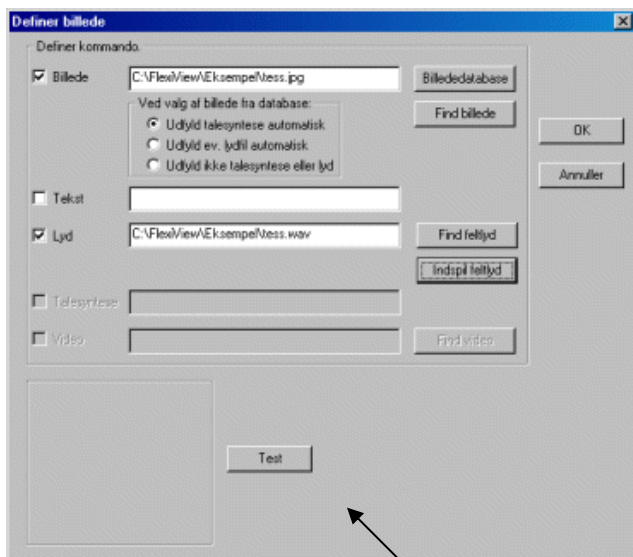 Definer billede
Definer kommando.
Billede C:\FlexiView\Eksempel\tess.jpg Billededatabase
Ved valg af billede fra database:
Find billede
Udfyld talesyntese automatisk
OK
Udfyld ev. lydfil automatisk
Udfyld ikke talesyntese eller lyd
Annuller
Tekst
Lyd C:\FlexiView\Eksempel\tess.wav Find feltlyd
Indspil feltlyd
Talesyntese
Video Find video
Test